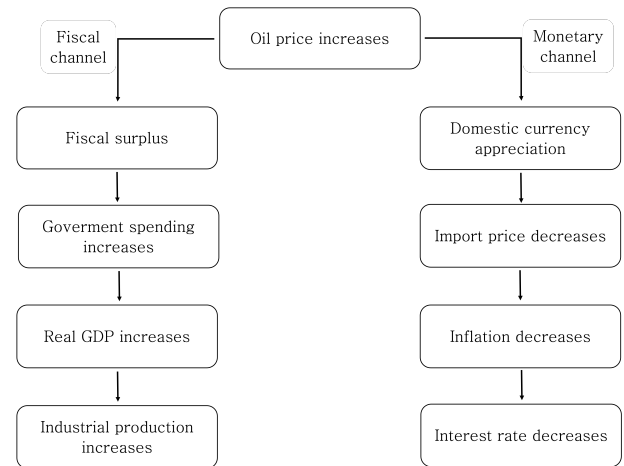 Oil price increases
Fiscal
channel
Monetary
channel
Fiscal surplus
Domestic currency
appreciation
Goverment spending
increases
Import price decreases
Real GDP increases
Inflation decreases
Industrial production
increases
Interest rate decreases